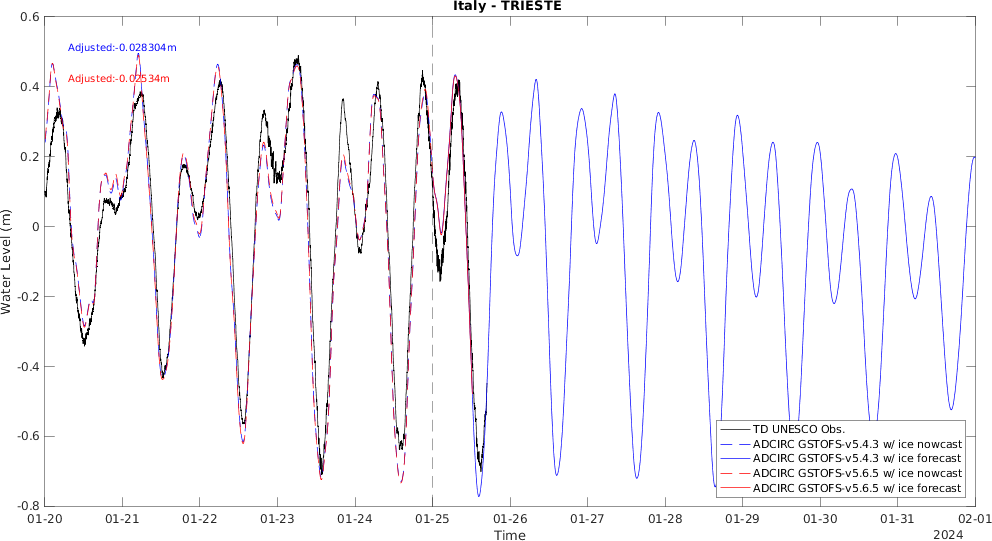 Italy - TRIESTE
0.6
Adjusted:-0.028304m
Adjusted:-0.02534m
0.4
0.2
0
-0.2
-0.4
-0.6
-0.8
Water Level (m)
TD UNESCO Obs.
ADCIRC GSTOFS-v5.4.3 w/ ice nowcast
ADCIRC GSTOFS-v5.4.3 w/ ice forecast
ADCIRC GSTOFS-v5.6.5 w/ ice nowcast
ADCIRC GSTOFS-v5.6.5 w/ ice forecast
01-20 01-21 01-22 01-23 01-24 01-25 01-26 01-27 01-28 01-29 01-30 01-31 02-01
Time
2024